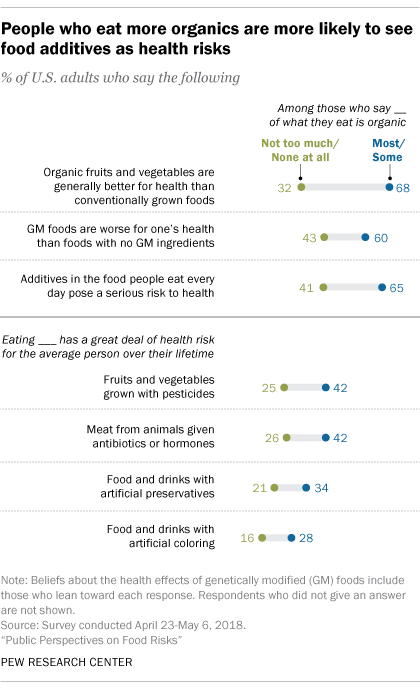 People who eat more organics are more likely to see
food additives as health risks
% of U.S. adults who say the following
Among those who say __
of what they eat is organic
Not too much/
None at all
Most/
Some
Organic fruits and vegetables are
generally better for health than
conventionally grown foods
32
68
GM foods are worse for one's health
than foods with no GM ingredients
43
60
Additives in the food people eat every
day pose a serious risk to health
41
65
Eating ___ has a great deal of health risk
for the average person over their lifetime
Fruits and vegetables
grown with pesticides
25
42
Meat from animals given
antibiotics or hormones
26
42
Food and drinks with
artificial preservatives
21
34
Food and drinks with
artificial coloring
16
28
Note: Beliefs about the health effects of genetically modified (GM) foods include
those who lean toward each response. Respondents who did not give an answer
are not shown.
Source: Survey conducted April 23-May 6, 2018.
"Public Perspectives on Food Risks"
PEW RESEARCH CENTER